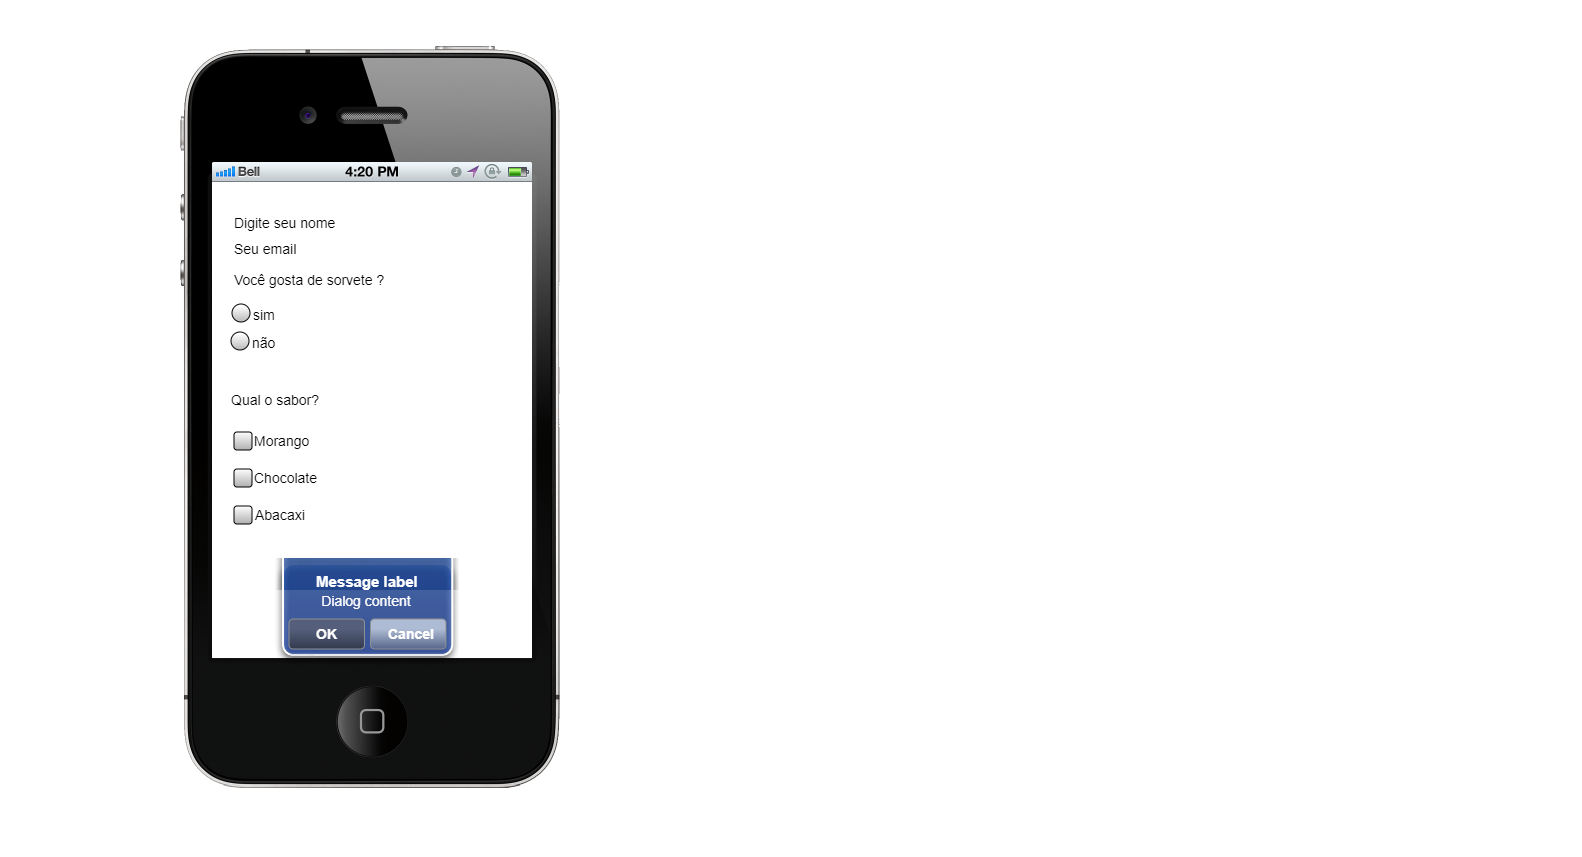 Bell 4:20 PM
Digite seu nome
Seu email
Você gosta de sorvete ?
sim
não
Qual o sabor?
Morango
Chocolate
Abacaxi
Message label
Dialog content
OK Cancel